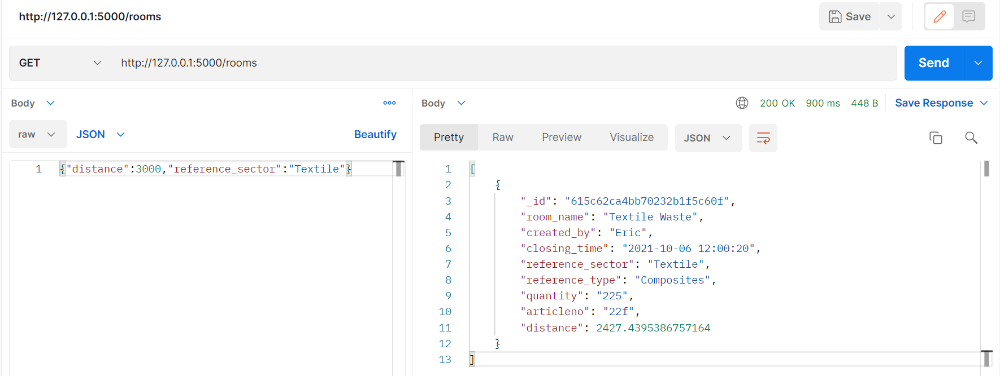 http://127.0.0.1:5000/rooms
Save
GET
http://127.0.0.1:5000/rooms
Send
Body
raw
JSON
Beautify
1 {"distance":3000,"reference_sector":"Textile"}
Body
200 OK 900 ms 448 B Save Response
Pretty Raw Preview Visualize JSON
1 [
2 {
3 "_id": "615c62ca4bb70232b1f5c60f",
4 "room_name": "Textile Waste",
5 "created_by": "Eric",
6 "closing_time": "2021-10-06 12:00:20",
7 "reference_sector": "Textile",
8 "reference_type": "Composites",
9 "quantity": "225",
10 "articleno": "22f",
11 "distance": 2427.4395386757164
12 }
13 ]